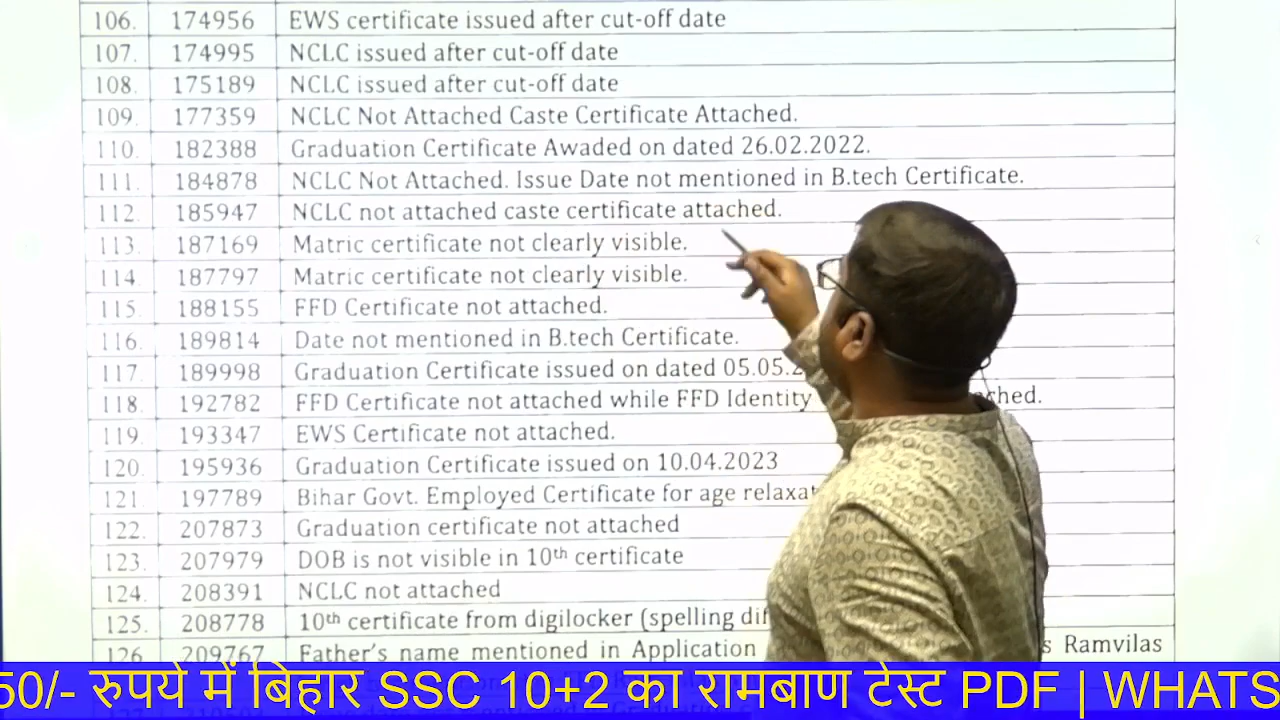 106. 174956 EWS certificate issued after cut-off date
107. 174995 NCLC issued after cut-off date
108. 175189 NCLC issued after cut-off date
109. 177359 NCLC Not Attached Caste Certificate Attached.
110. 182388 Graduation Certificate Awaded on dated 26.02.2022.
111. 184878 NCLC Not Attached. Issue Date not mentioned in B.tech Certificate.
112. 185947 NCLC not attached caste certificate attached.
113. 187169 Matric certificate not clearly visible.
114. 187797 Matric certificate not clearly visible.
115. 188155 FFD Certificate not attached.
116. 189814 Date not mentioned in B.tech Certificate.
117. 189998 Graduation Certificate issued on dated 05.05.2
118. 192782 FFD Certificate not attached while FFD Identity ched.
119. 193347 EWS Certificate not attached.
120. 195936 Graduation Certificate issued on 10.04.2023
121. 197789 Bihar Govt. Employed Certificate for age relaxat
122. 207873 Graduation certificate not attached
123. 207979 DOB is not visible in 10th certificate
124. 208391 NCLC not attached
125. 208778 10th certificate from digilocker (spelling dif
126 209767 Father's name mentioned in Application s Ramvilas
50/- रुपये में बिहार SSC 10+2 का रामबाण टेस्ट PDF | WHATS